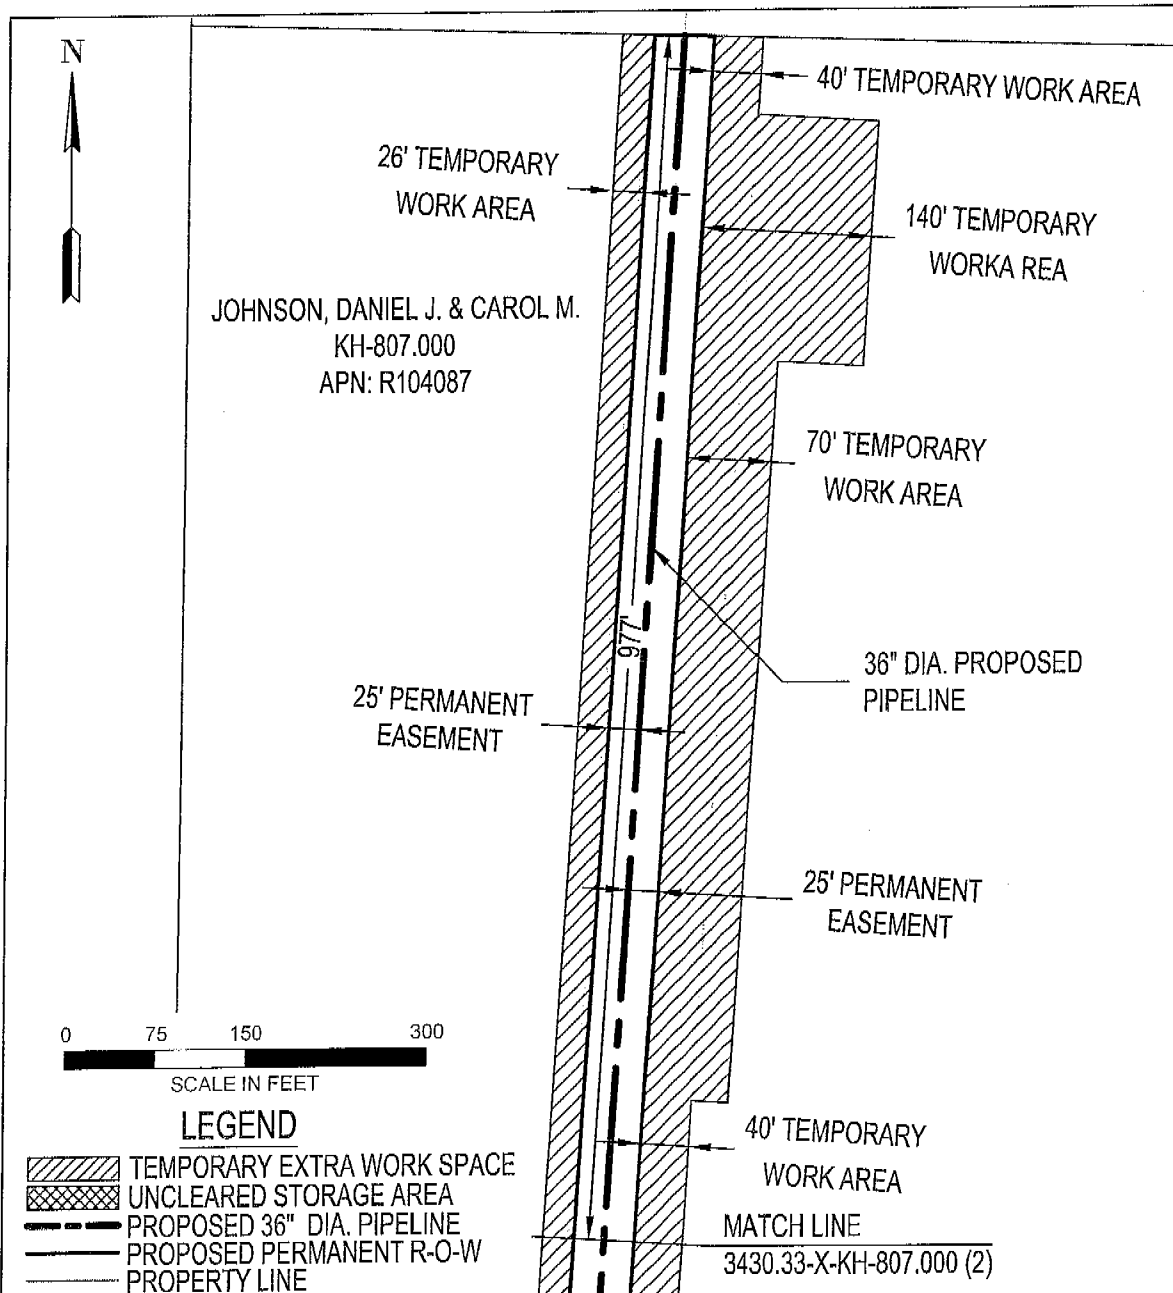 N
40' TEMPORARY WORK AREA
26' TEMPORARY
WORK AREA
140' TEMPORARY
WORKA REA
JOHNSON, DANIEL J. & CAROL M.
KH-807.000
APN: R104087
70' TEMPORARY
WORK AREA
977'
36" DIA. PROPOSED
PIPELINE
25' PERMANENT
EASEMENT
25' PERMANENT
EASEMENT
0 75 150 300
SCALE IN FEET
LEGEND
TEMPORARY EXTRA WORK SPACE
UNCLEARED STORAGE AREA
PROPOSED 36" DIA. PIPELINE
PROPOSED PERMANENT R-O-W
PROPERTY LINE
40' TEMPORARY
WORK AREA
MATCH LINE
3430.33-X-KH-807.000 (2)